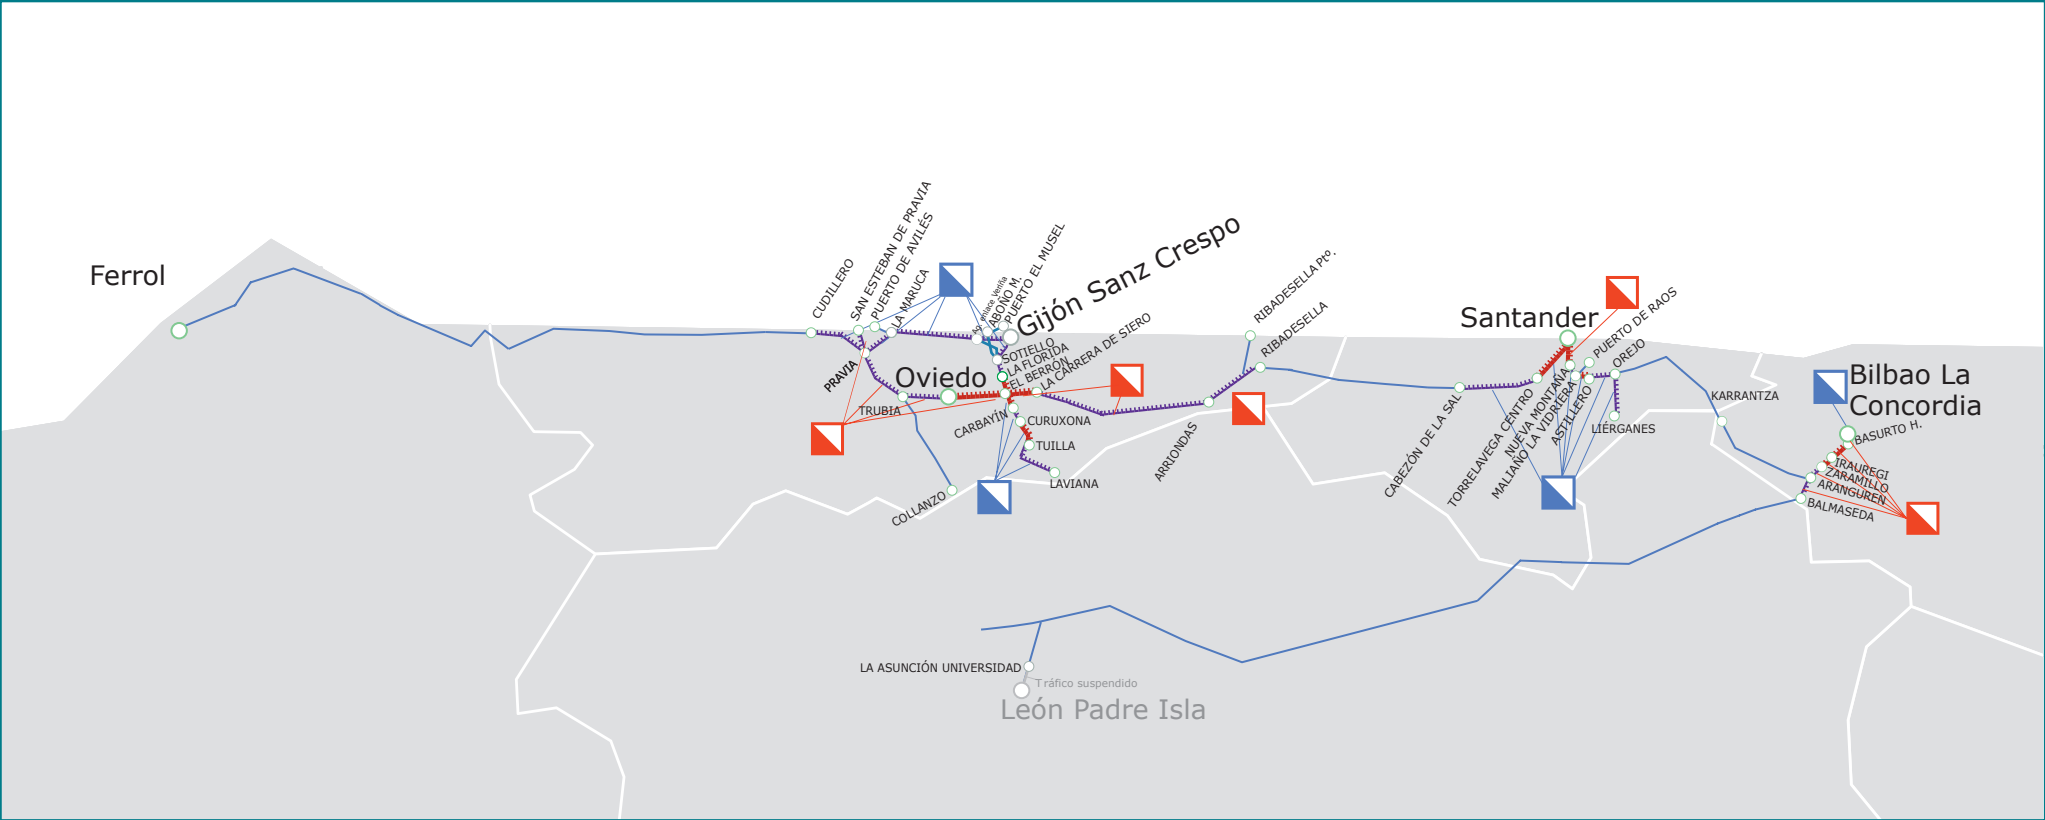 Ferrol
CUDILLERO
SAN ESTEBAN DE PRAVIA
PUERTO DE AVILÉS
LA MARUCA
Ag. enlace Veriña
ABOÑO M.
PUERTO EL MUSEL
Gijón Sanz Crespo
SOTIELLO
LA FLORIDA
EL BERRÓN
LA CARRERA DE SIERO
PRAVIA
Oviedo
TRUBIA
CARBAYÍN
CURUXONA
TUILLA
LAVIANA
COLLANZO
ARRIONDAS
RIBADESELLA Ptº.
RIBADESELLA
Santander
PUERTO DE RAOS
OREJO
CABEZÓN DE LA SAL
TORRELAVEGA CENTRO
NUEVA MONTAÑA
MALIAÑO LA VIDRIERA
ASTILLERO
LIÉRGANES
KARRANTZA
Bilbao La
Concordia
BASURTO H.
IRAUREGI
ZARAMILLO
ARANGUREN
BALMASEDA
LA ASUNCIÓN UNIVERSIDAD
Tráfico suspendido
León Padre Isla